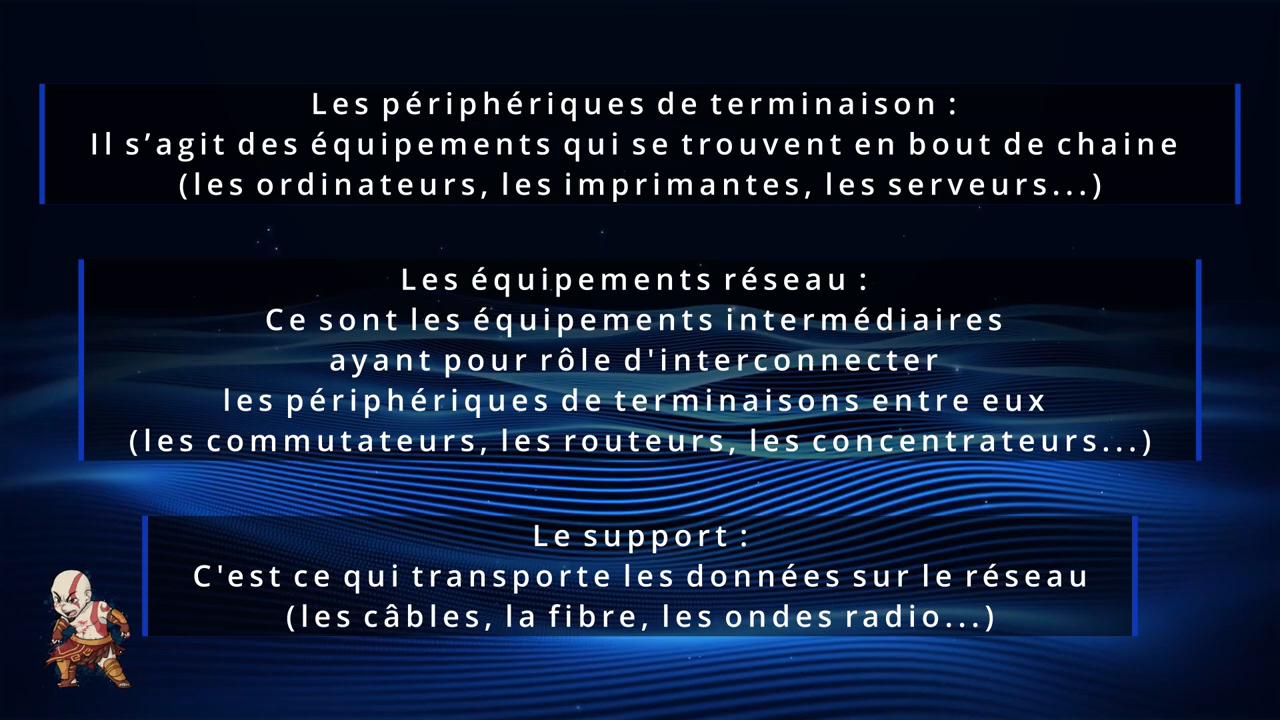 Les périphériques de terminaison :
Il s’agit des équipements qui se trouvent en bout de chaine
(les ordinateurs, les imprimantes, les serveurs...)
Les équipements réseau :
Ce sont les équipements intermédiaires
ayant pour rôle d'interconnecter
les périphériques de terminaisons entre eux
(les commutateurs, les routeurs, les concentrateurs...)
Le support :
C'est ce qui transporte les données sur le réseau
(les câbles, la fibre, les ondes radio...)